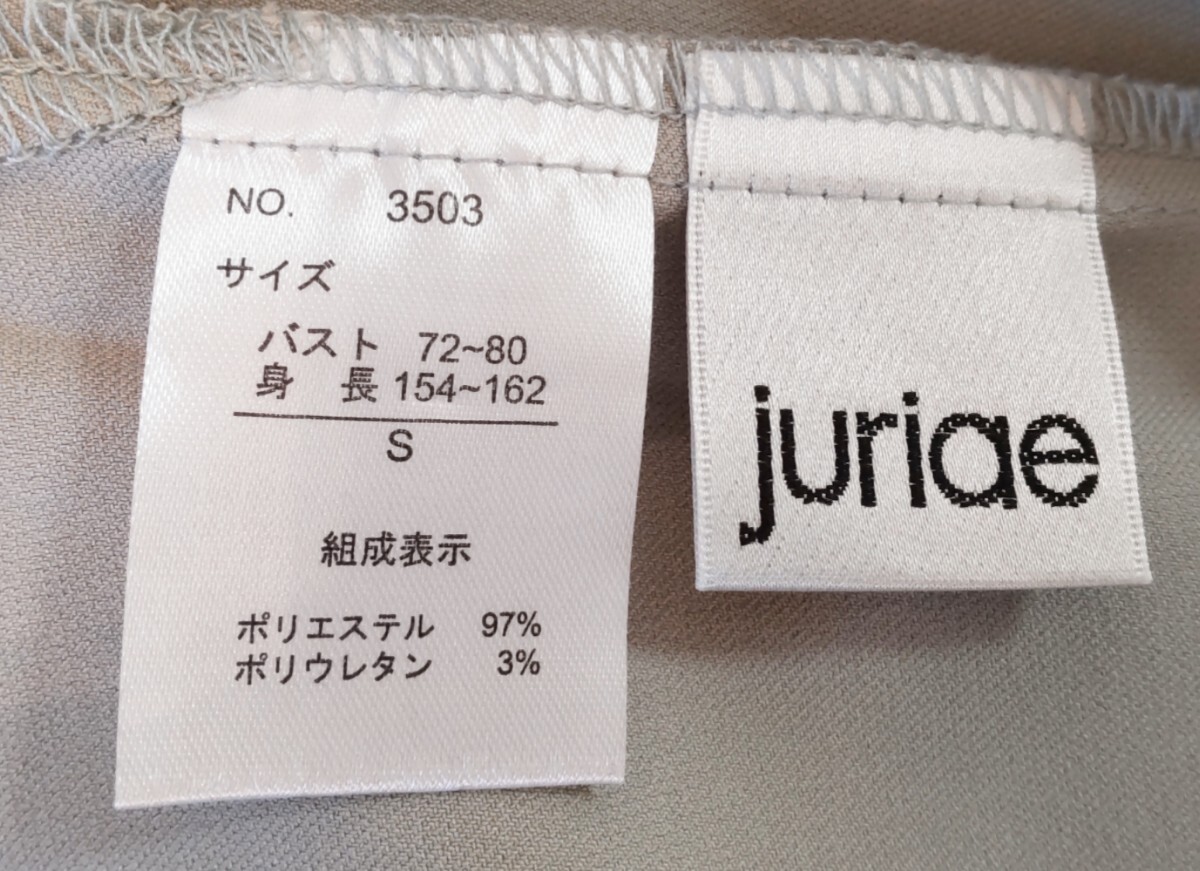 NO. 3503
サイズ
バスト 72~80
身 長 154~162
S
組成表示
ポリエステル 97%
ポリウレタン 3%
juriae